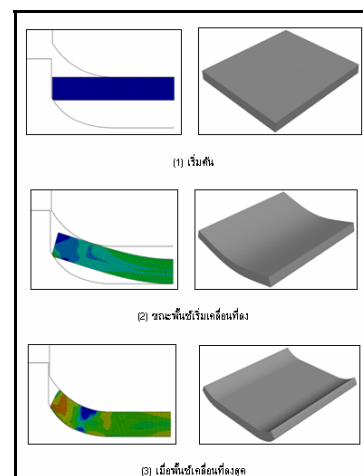 (1) เริ่มต้น
(2) ขณะพั้นช์เริ่มเคลื่อนที่ลง
(3) เมื่อพั้นช์เคลื่อนที่ลงสุด